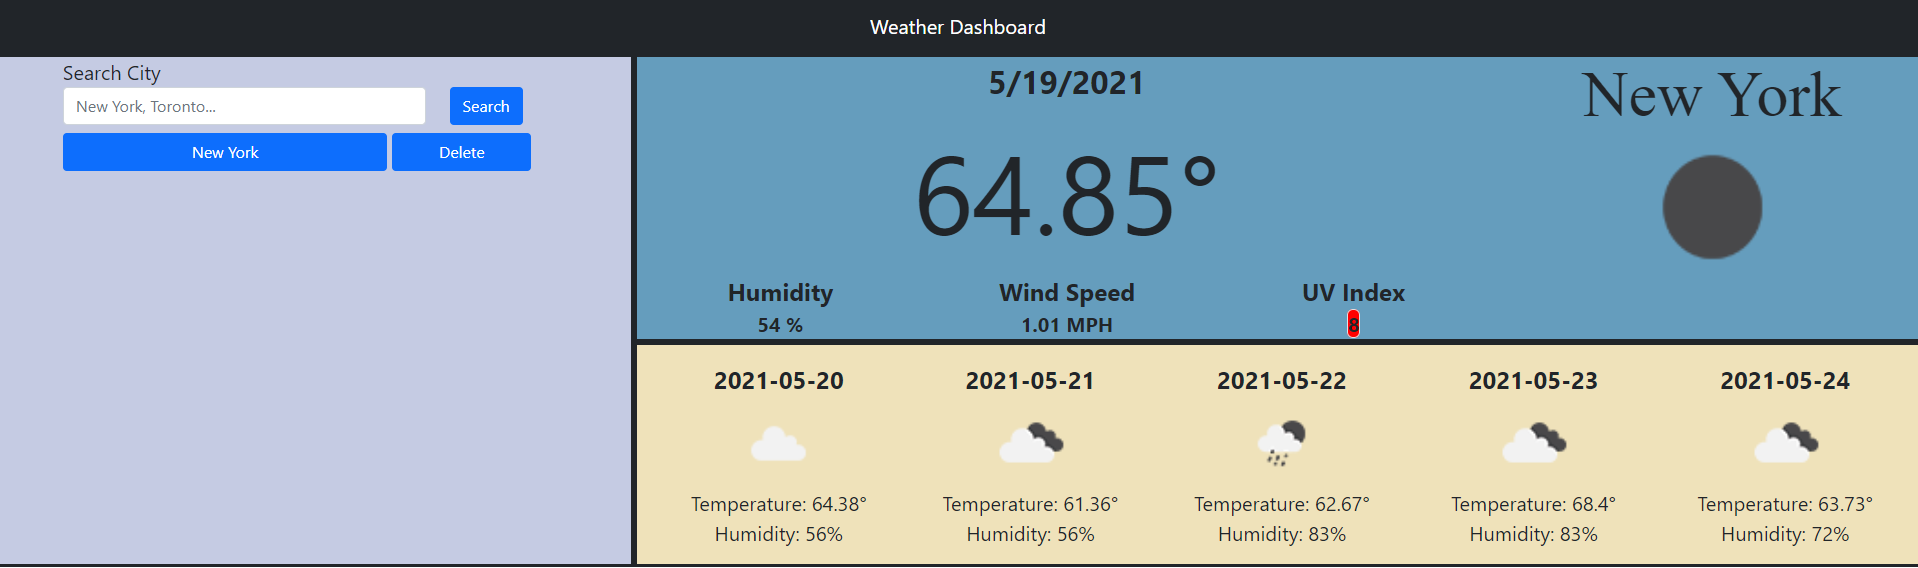 Weather Dashboard
Search City
New York, Toronto...
Search
New York
Delete
5/19/2021
New York
64.85°
Humidity
54 %
Wind Speed
1.01 MPH
UV Index
8
2021-05-20
Temperature: 64.38°
Humidity: 56%
2021-05-21
Temperature: 61.36°
Humidity: 56%
2021-05-22
Temperature: 62.67°
Humidity: 83%
2021-05-23
Temperature: 68.4°
Humidity: 83%
2021-05-24
Temperature: 63.73°
Humidity: 72%